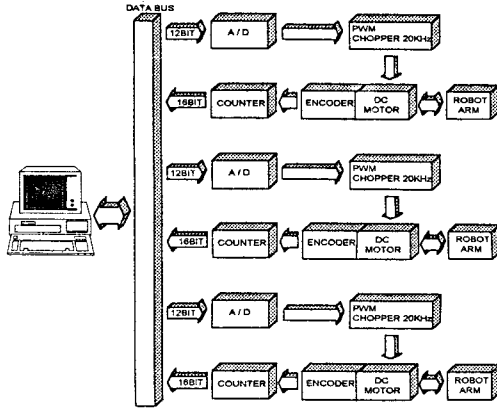 DATA BUS
12BIT
A / D
PWM
CHOPPER 20KHz
16BIT
COUNTER
ENCODER
DC
MOTOR
ROBOT
ARM
12BIT
A / D
PWM
CHOPPER 20KHz
16BIT
COUNTER
ENCODER
DC
MOTOR
ROBOT
ARM
12BIT
A / D
PWM
CHOPPER 20KHz
16BIT
COUNTER
ENCODER
DC
MOTOR
ROBOT
ARM